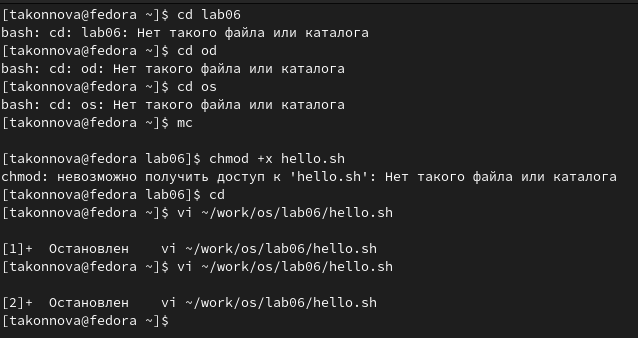 [takonnova@fedora ~]$ cd lab06
bash: cd: lab06: Нет такого файла или каталога
[takonnova@fedora ~]$ cd od
bash: cd: od: Нет такого файла или каталога
[takonnova@fedora ~]$ cd os
bash: cd: os: Нет такого файла или каталога
[takonnova@fedora ~]$ mc
[takonnova@fedora lab06]$ chmod +x hello.sh
chmod: невозможно получить доступ к 'hello.sh': Нет такого файла или каталога
[takonnova@fedora lab06]$ cd
[takonnova@fedora ~]$ vi ~/work/os/lab06/hello.sh
[1]+  Остановлен    vi ~/work/os/lab06/hello.sh
[takonnova@fedora ~]$ vi ~/work/os/lab06/hello.sh
[2]+  Остановлен    vi ~/work/os/lab06/hello.sh
[takonnova@fedora ~]$